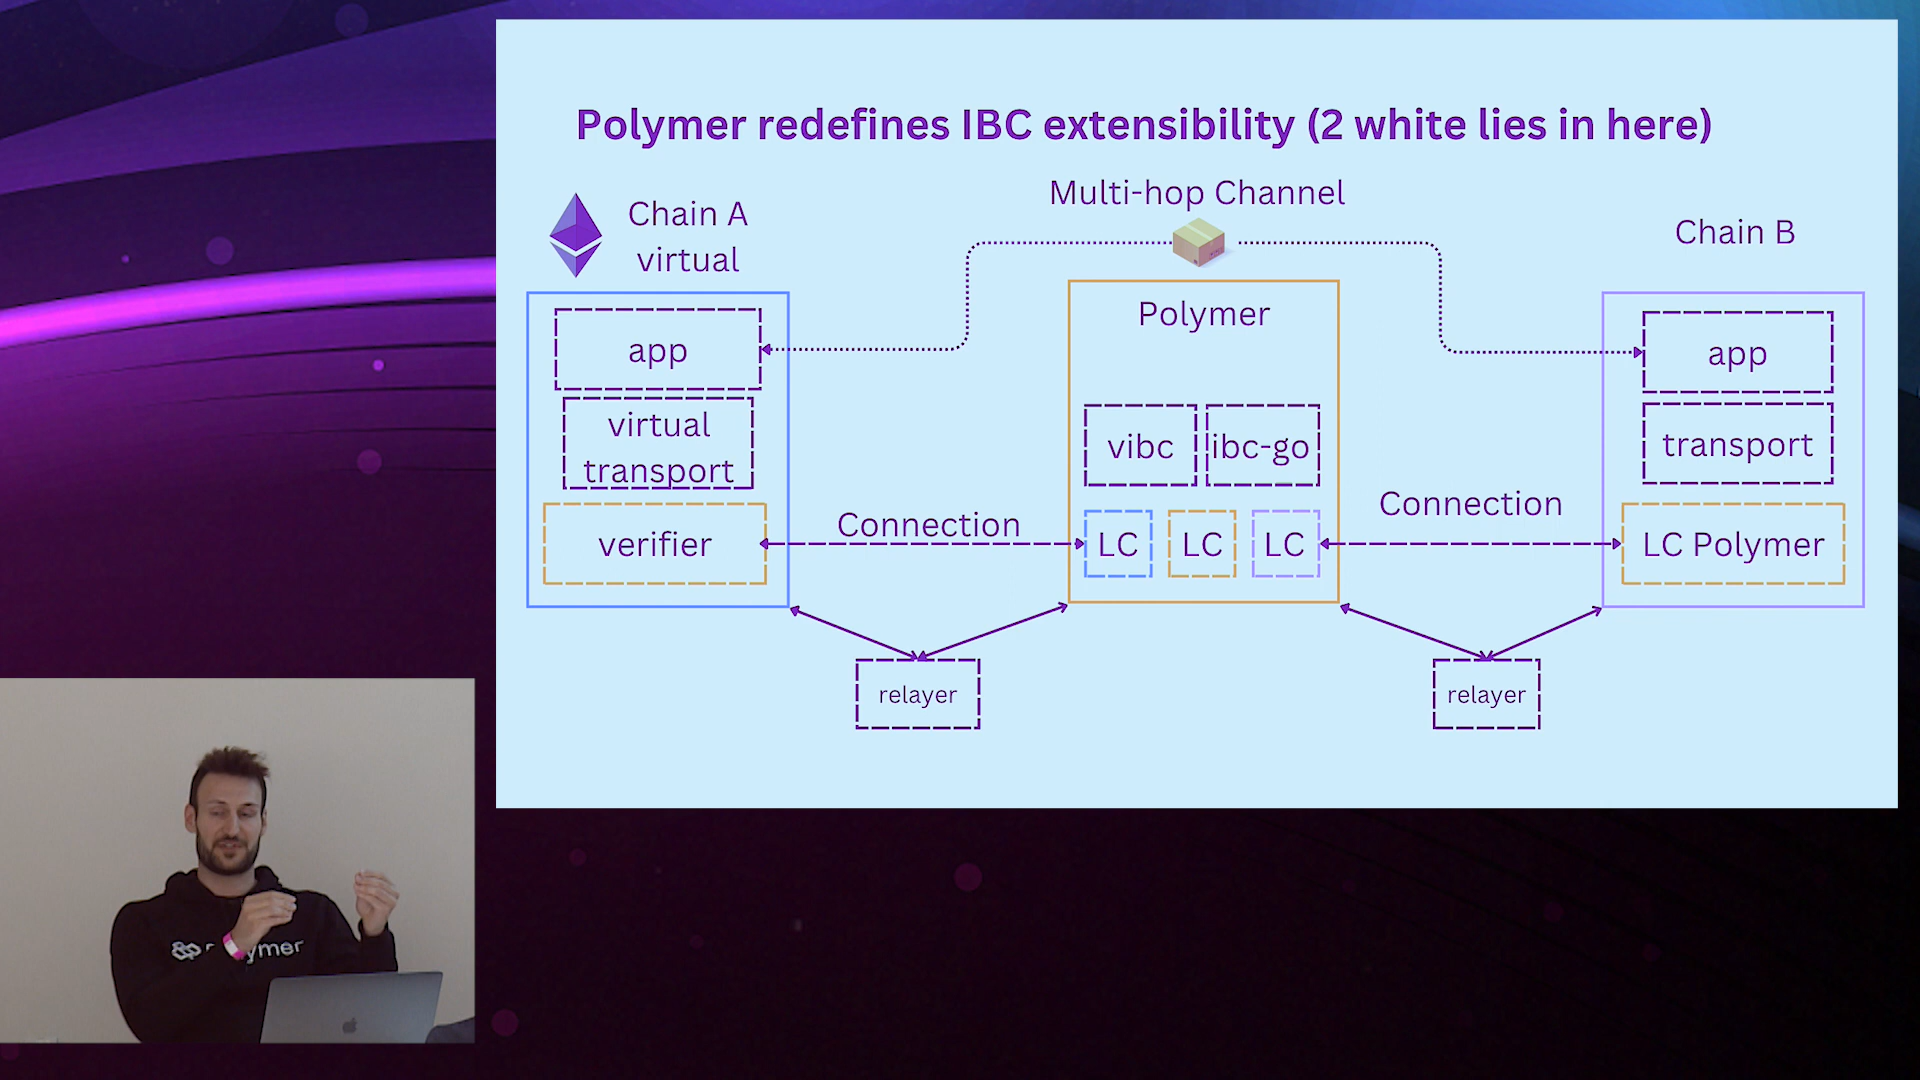 Polymer redefines IBC extensibility (2 white lies in here)
Multi-hop Channel
Chain A
virtual
Chain B
Polymer
app
app
virtual
transport
vibc
ibc-go
transport
Connection
Connection
verifier
LC
LC
LC
LC Polymer
relayer
relayer
ymer